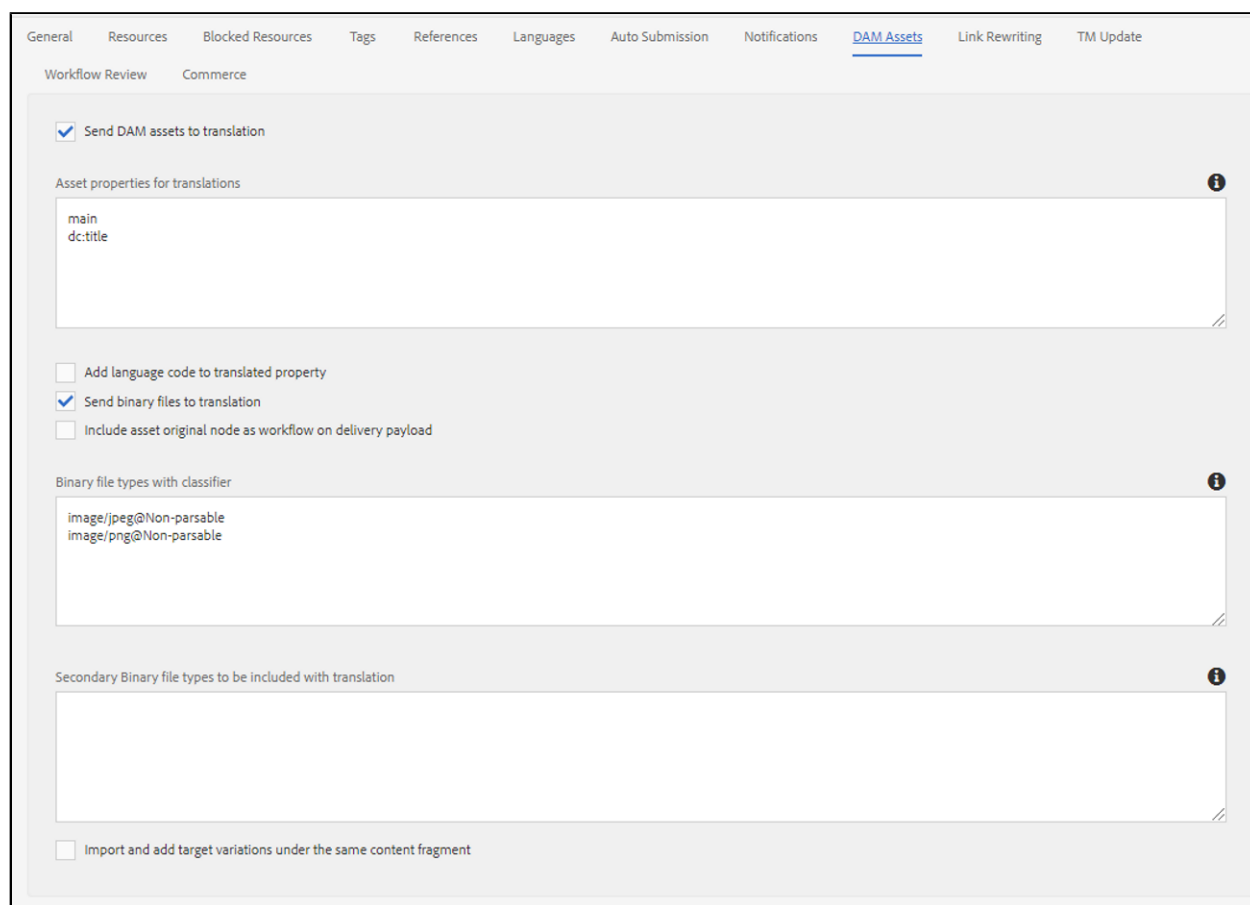 General Resources Blocked Resources Tags References Languages Auto Submission Notifications DAM Assets Link Rewriting TM Update
Workflow Review Commerce
Send DAM assets to translation
Asset properties for translations
main
dc:title
Add language code to translated property
Send binary files to translation
Include asset original node as workflow on delivery payload
Binary file types with classifier
image/jpeg@Non-parsable
image/png@Non-parsable
Secondary Binary file types to be included with translation
Import and add target variations under the same content fragment